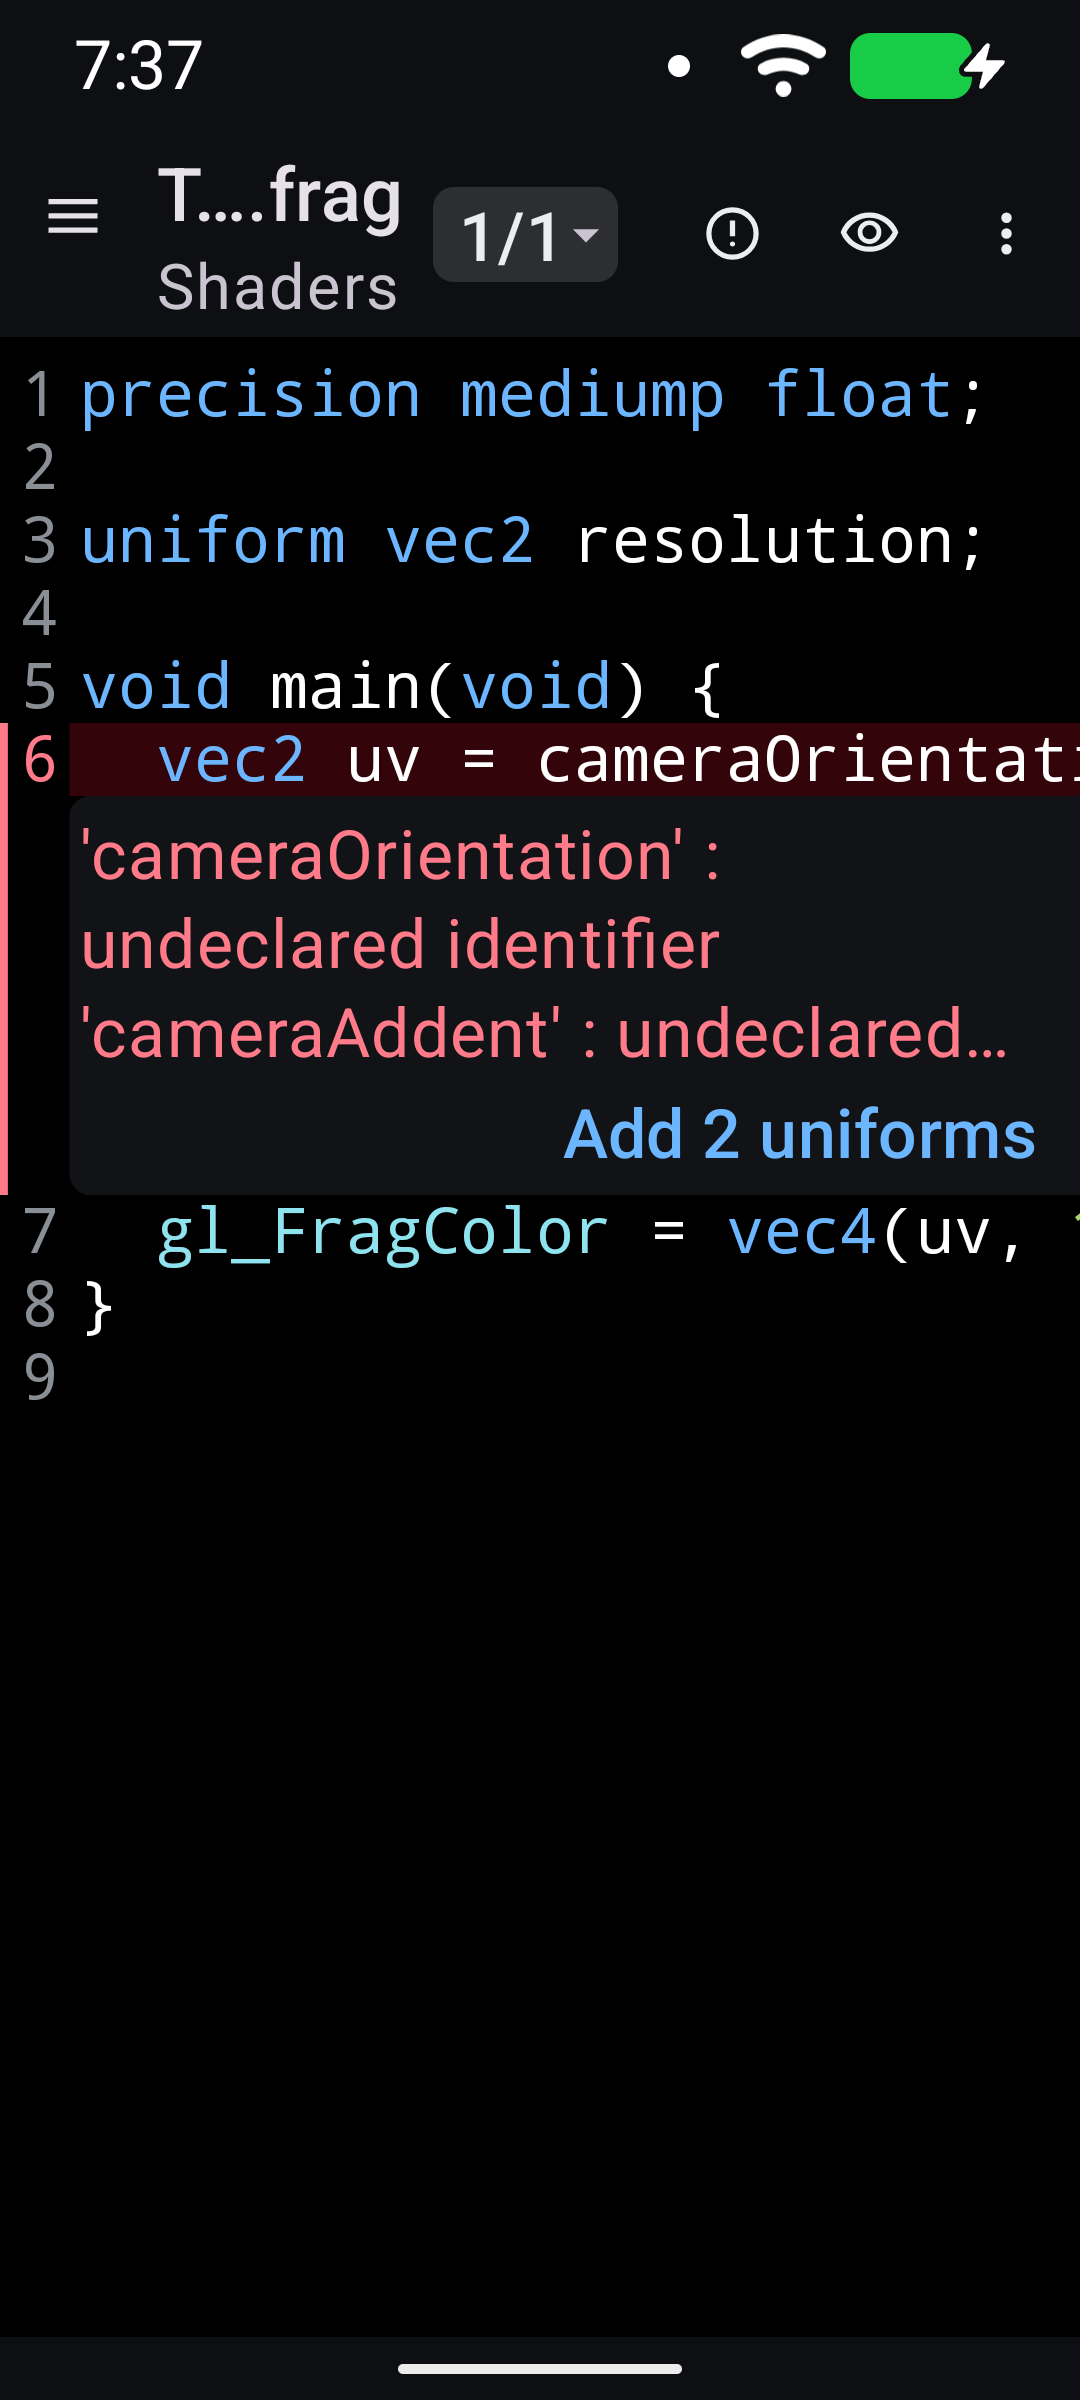 7:37
T….frag
1/1
Shaders
1 precision mediump float;
2
3 uniform vec2 resolution;
4
5 void main(void) {
6   vec2 uv = cameraOrientati
'cameraOrientation' :
undeclared identifier
'cameraAddent' : undeclared…
Add 2 uniforms
7   gl_FragColor = vec4(uv,
8 }
9